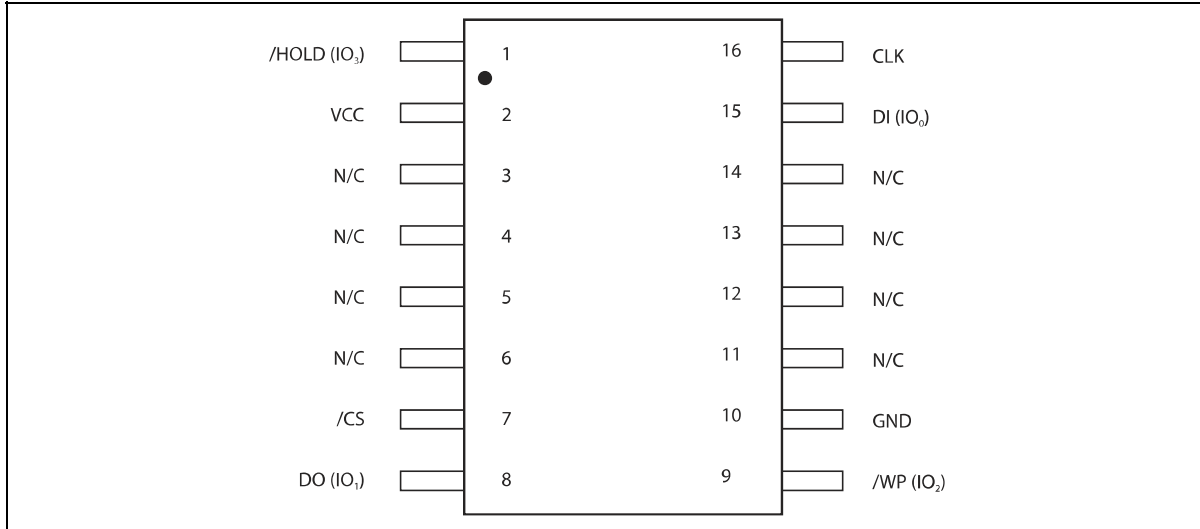 /HOLD (IO₃) 1 16 CLK
VCC 2 15 DI (IO₀)
N/C 3 14 N/C
N/C 4 13 N/C
N/C 5 12 N/C
N/C 6 11 N/C
/CS 7 10 GND
DO (IO₁) 8 9 /WP (IO₂)